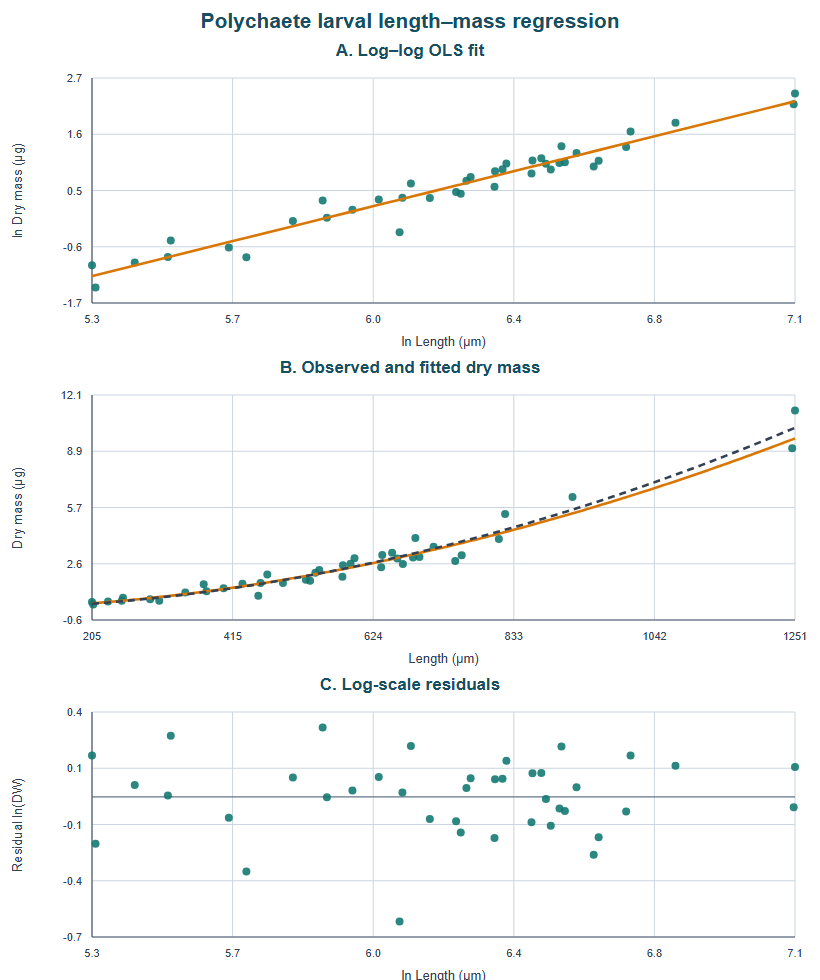 Polychaete larval length–mass regression
A. Log–log OLS fit
2.7
1.6
0.5
-0.6
-1.7
ln Dry mass (µg)
5.3 5.7 6.0 6.4 6.8 7.1
ln Length (µm)
B. Observed and fitted dry mass
12.1
8.9
5.7
2.6
-0.6
Dry mass (µg)
205 415 624 833 1042 1251
Length (µm)
C. Log-scale residuals
0.4
0.1
-0.1
-0.4
-0.7
Residual ln(DW)
5.3 5.7 6.0 6.4 6.8 7.1
ln Length (µm)